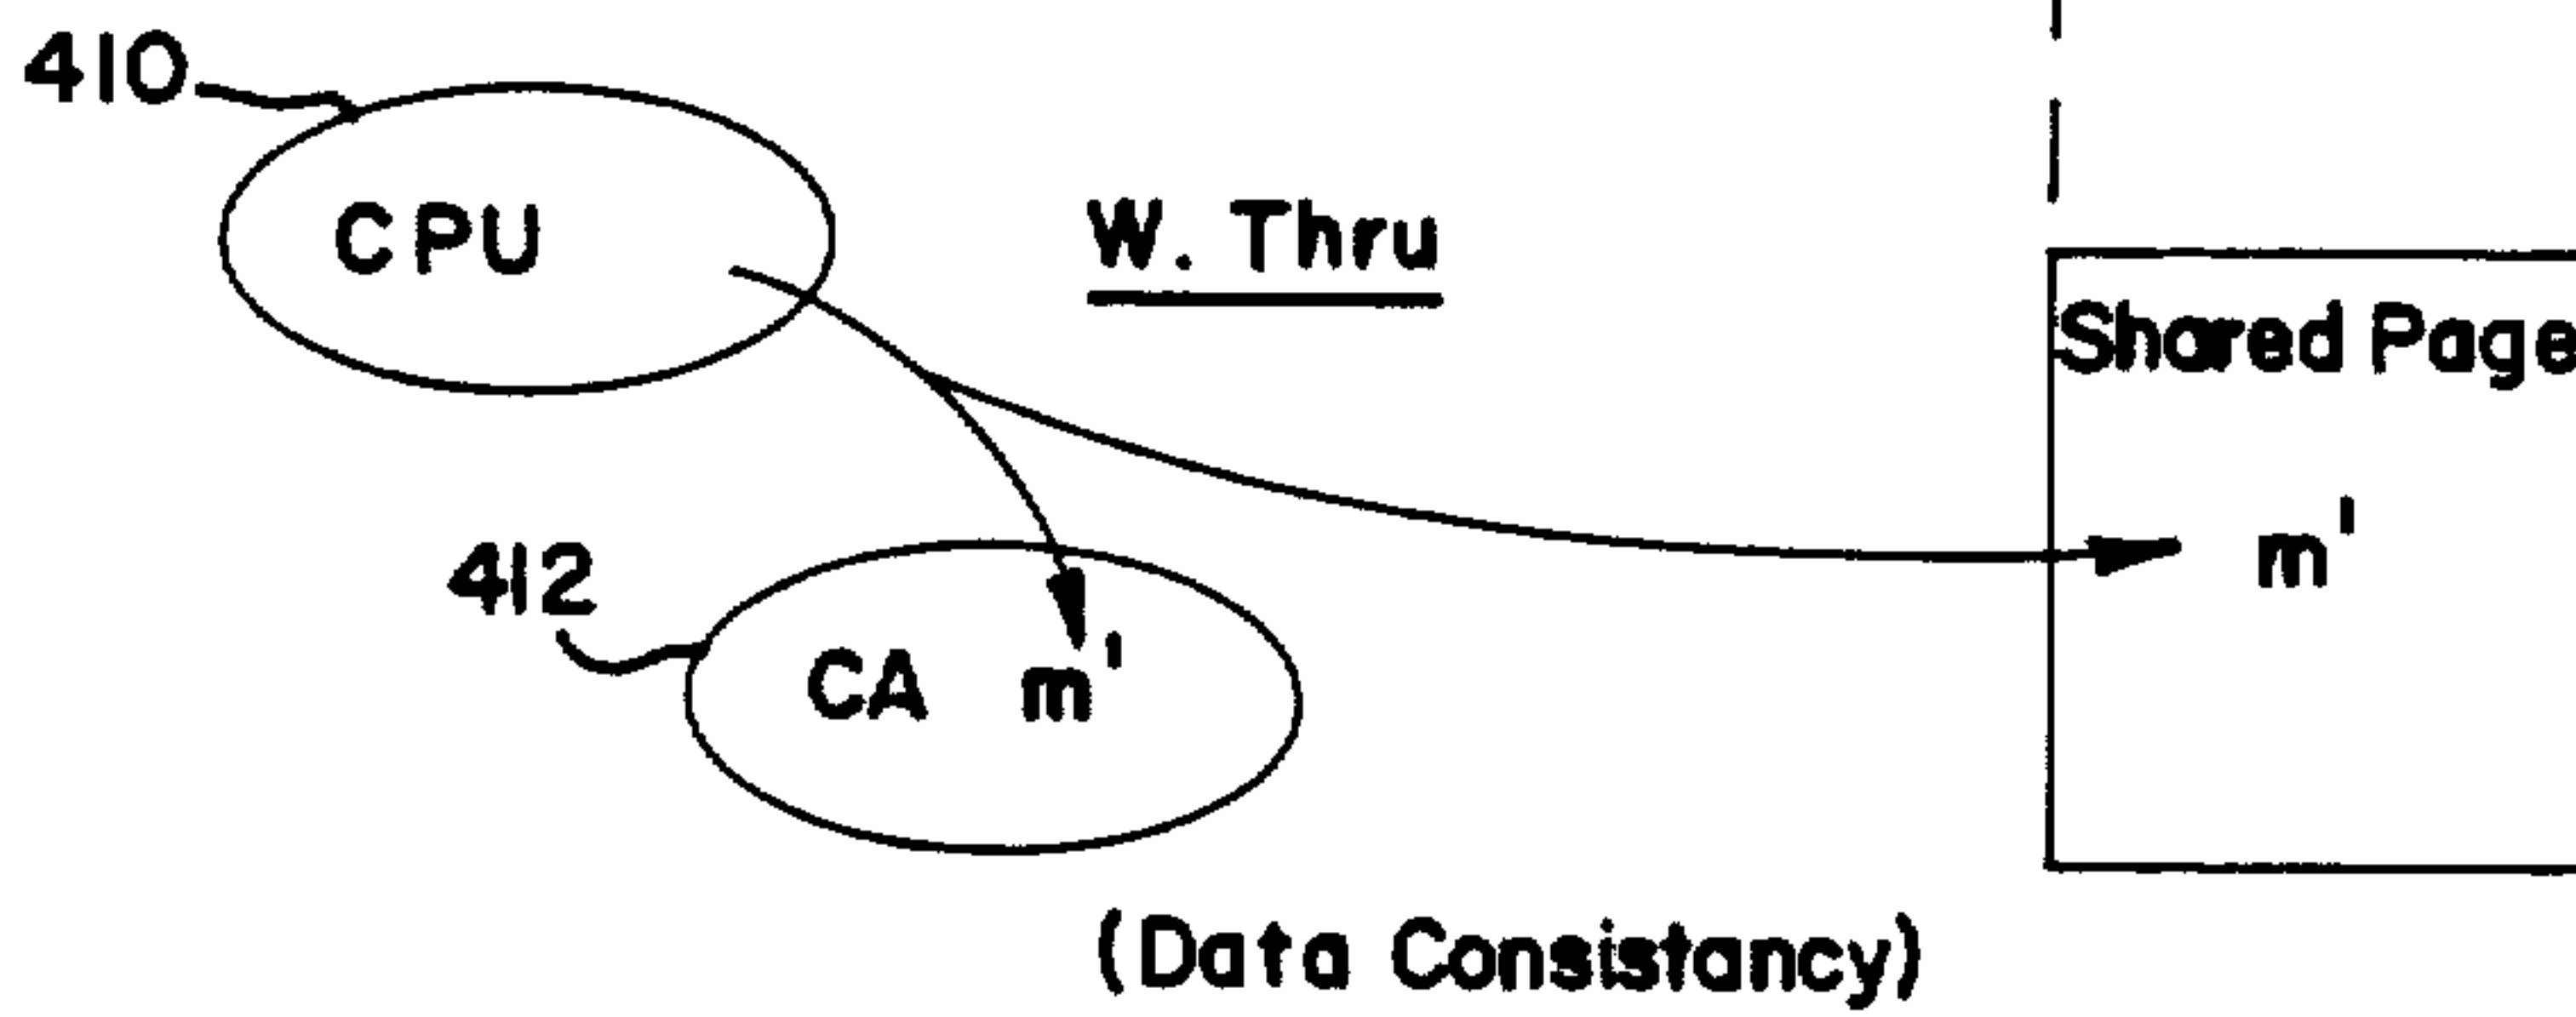 410
CPU
W. Thru
Shared Page
m'
412
CA m'
(Data Consistancy)